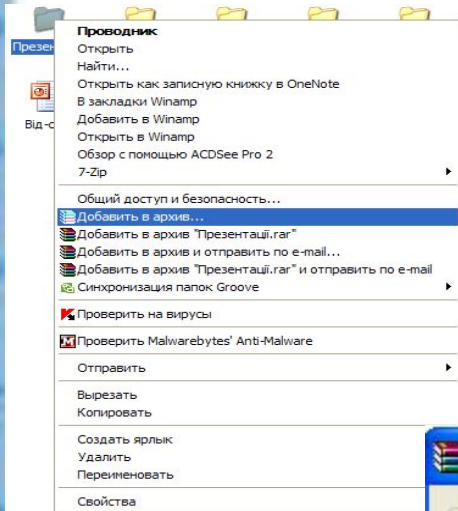 Проводник
Презен
Открыть
Найти...
Открыть как записную книжку в OneNote
В закладки Winamp
Добавить в Winamp
Від-с
Открыть в Winamp
Обзор с помощью ACDSee Pro 2
7-Zip
Общий доступ и безопасность...
Добавить в архив...
Добавить в архив "Презентації.rar"
Добавить в архив и отправить по e-mail...
Добавить в архив "Презентації.rar" и отправить по e-mail
Синхронизация папок Groove
Проверить на вирусы
Проверить Malwarebytes' Anti-Malware
Отправить
Вырезать
Копировать
Создать ярлык
Удалить
Переименовать
Свойства